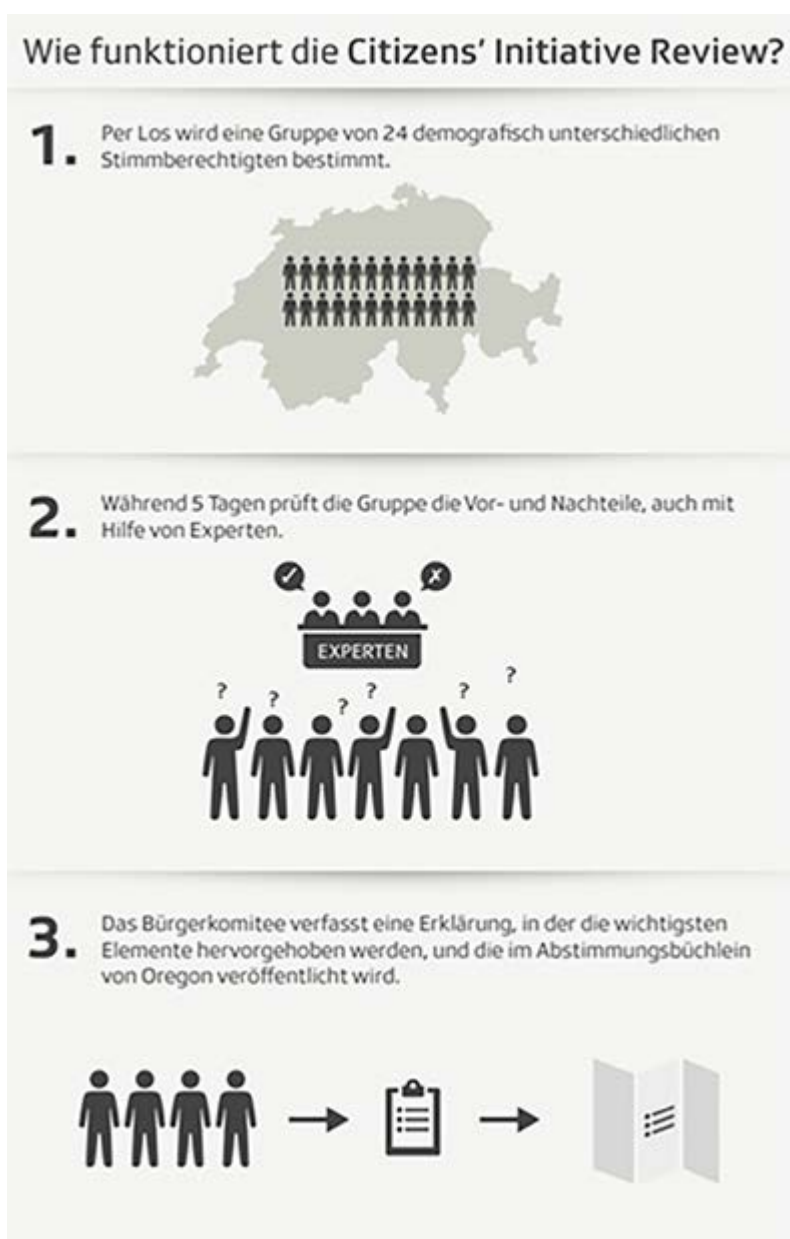 Wie funktioniert die Citizens' Initiative Review?
1. Per Los wird eine Gruppe von 24 demografisch unterschiedlichen
Stimmberechtigten bestimmt.
2. Während 5 Tagen prüft die Gruppe die Vor- und Nachteile, auch mit
Hilfe von Experten.
EXPERTEN
? ? ? ? ? ?
3. Das Bürgerkomitee verfasst eine Erklärung, in der die wichtigsten
Elemente hervorgehoben werden, und die im Abstimmungsbüchlein
von Oregon veröffentlicht wird.